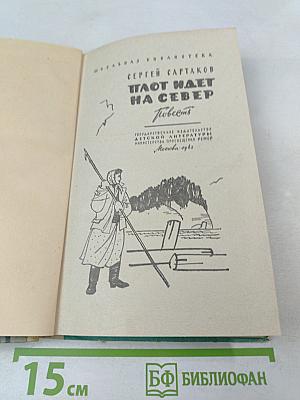 ШКОЛЬНАЯ БИБЛИОТЕКА
СЕРГЕЙ САРТАКОВ
ПЛОТ ИДЕТ
НА СЕВЕР
Повесть
ГОСУДАРСТВЕННОЕ ИЗДАТЕЛЬСТВО
ДЕТСКОЙ ЛИТЕРАТУРЫ
МИНИСТЕРСТВА ПРОСВЕЩЕНИЯ РСФСР
Москва
15 СМ
БФ БИБЛИОФАН